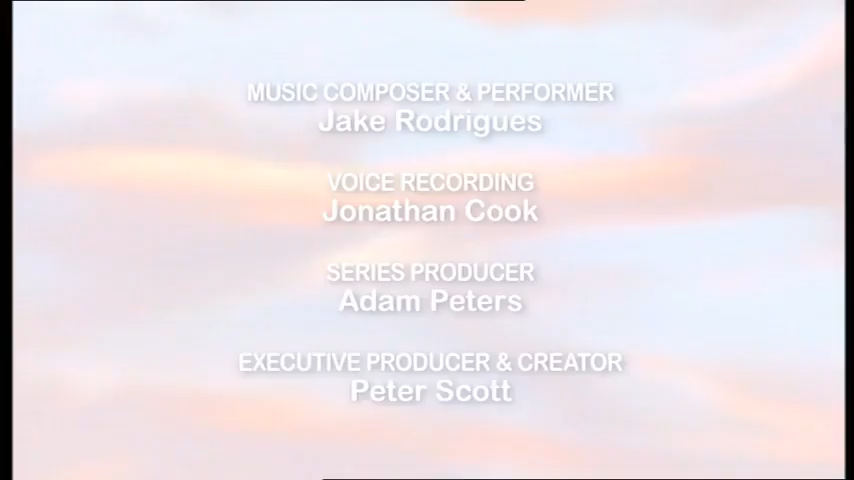 MUSIC COMPOSER & PERFORMER
Jake Rodrigues
VOICE RECORDING
Jonathan Cook
SERIES PRODUCER
Adam Peters
EXECUTIVE PRODUCER & CREATOR
Peter Scott